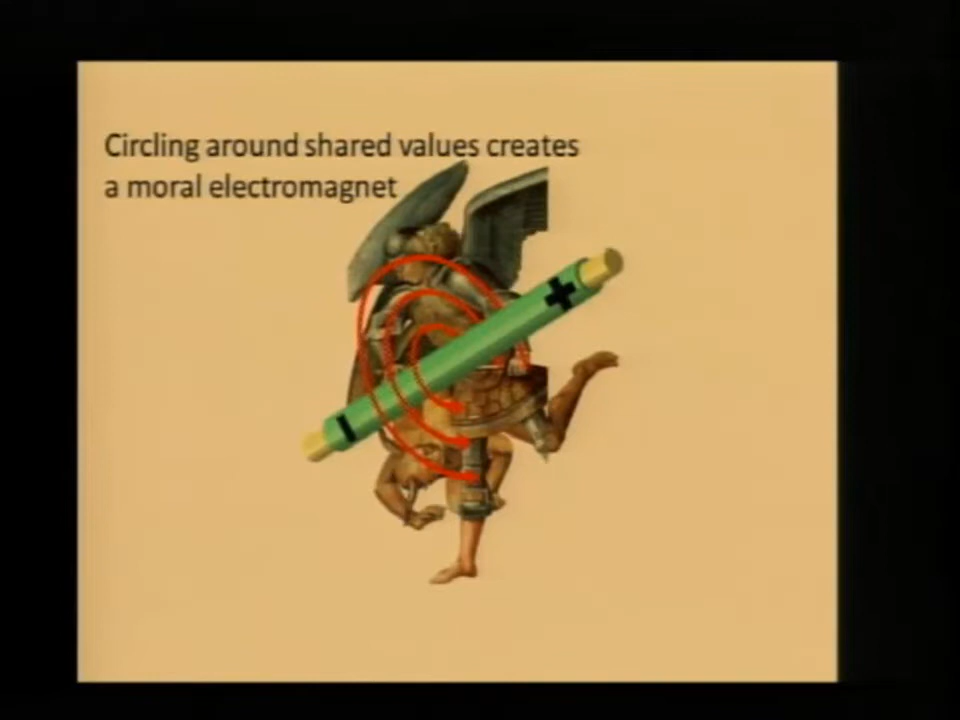 Circling around shared values creates
a moral electromagnet
+
-